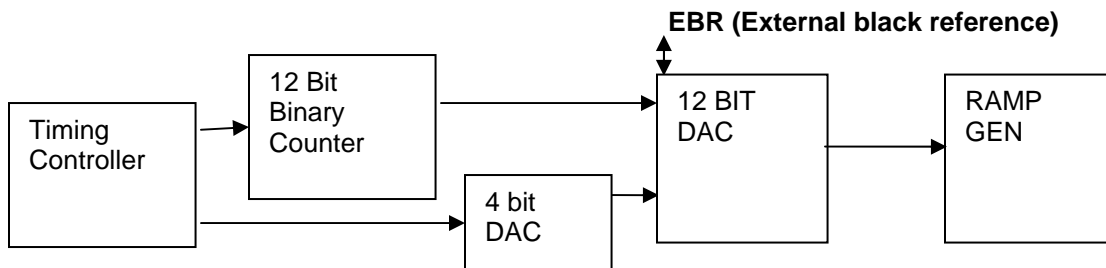 EBR (External black reference)
12 Bit
Binary
Counter
12 BIT
DAC
RAMP
GEN
Timing
Controller
4 bit
DAC